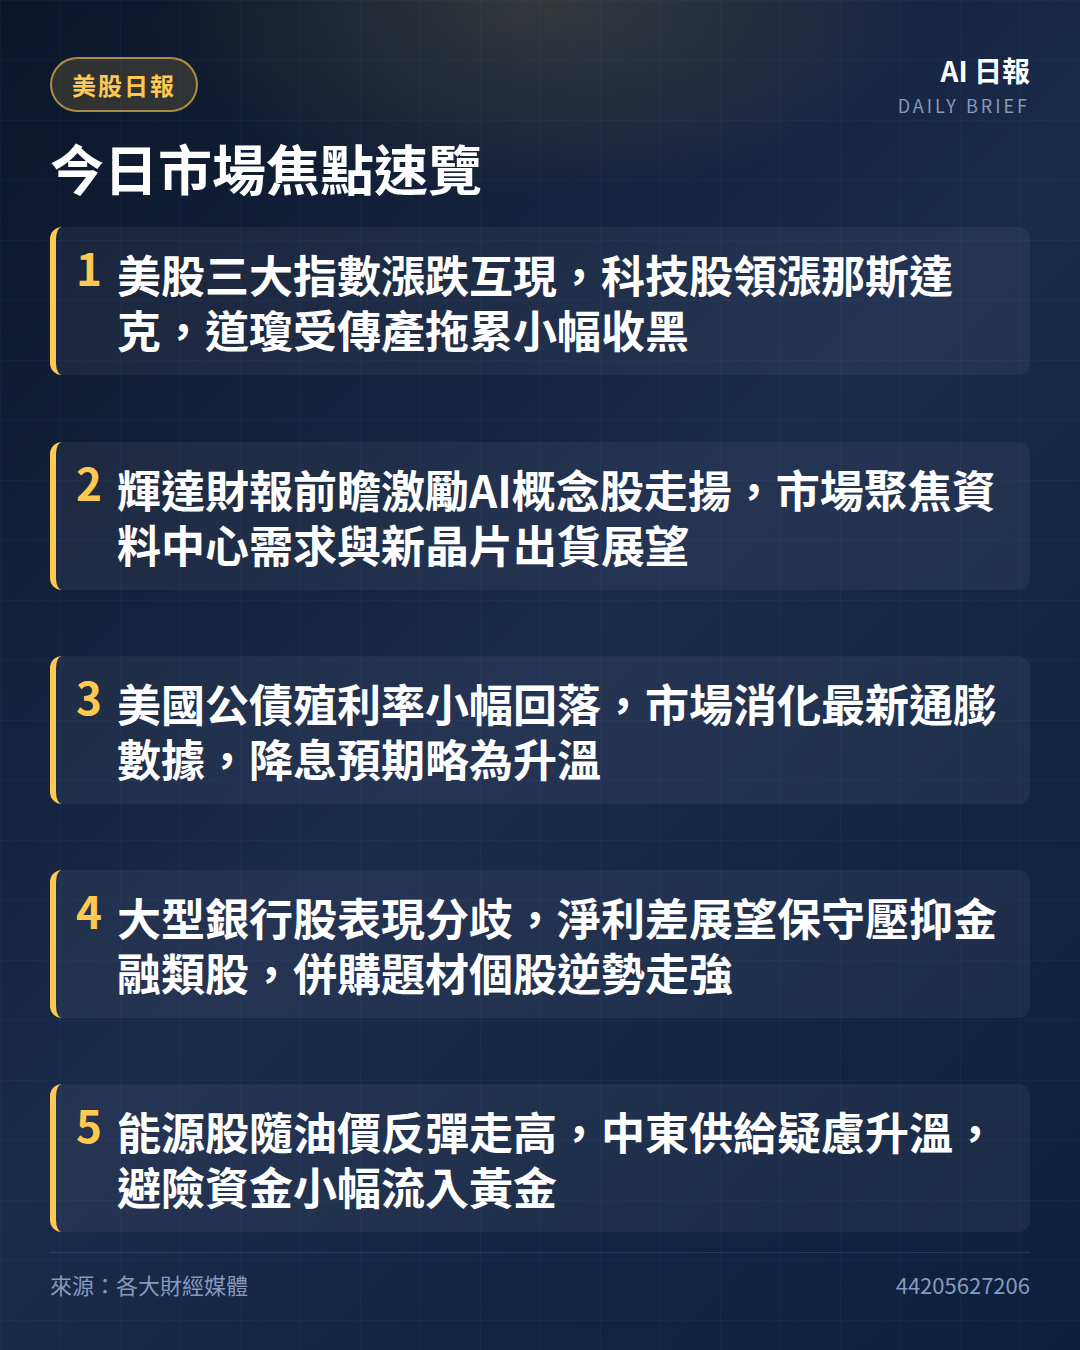 美股日報
AI 日報
DAILY BRIEF
今日市場焦點速覽
1 美股三大指數漲跌互現，科技股領漲那斯達
克，道瓊受傳產拖累小幅收黑
2 輝達財報前瞻激勵AI概念股走揚，市場聚焦資
料中心需求與新晶片出貨展望
3 美國公債殖利率小幅回落，市場消化最新通膨
數據，降息預期略為升溫
4 大型銀行股表現分歧，淨利差展望保守壓抑金
融類股，併購題材個股逆勢走強
5 能源股隨油價反彈走高，中東供給疑慮升溫，
避險資金小幅流入黃金
來源：各大財經媒體
44205627206